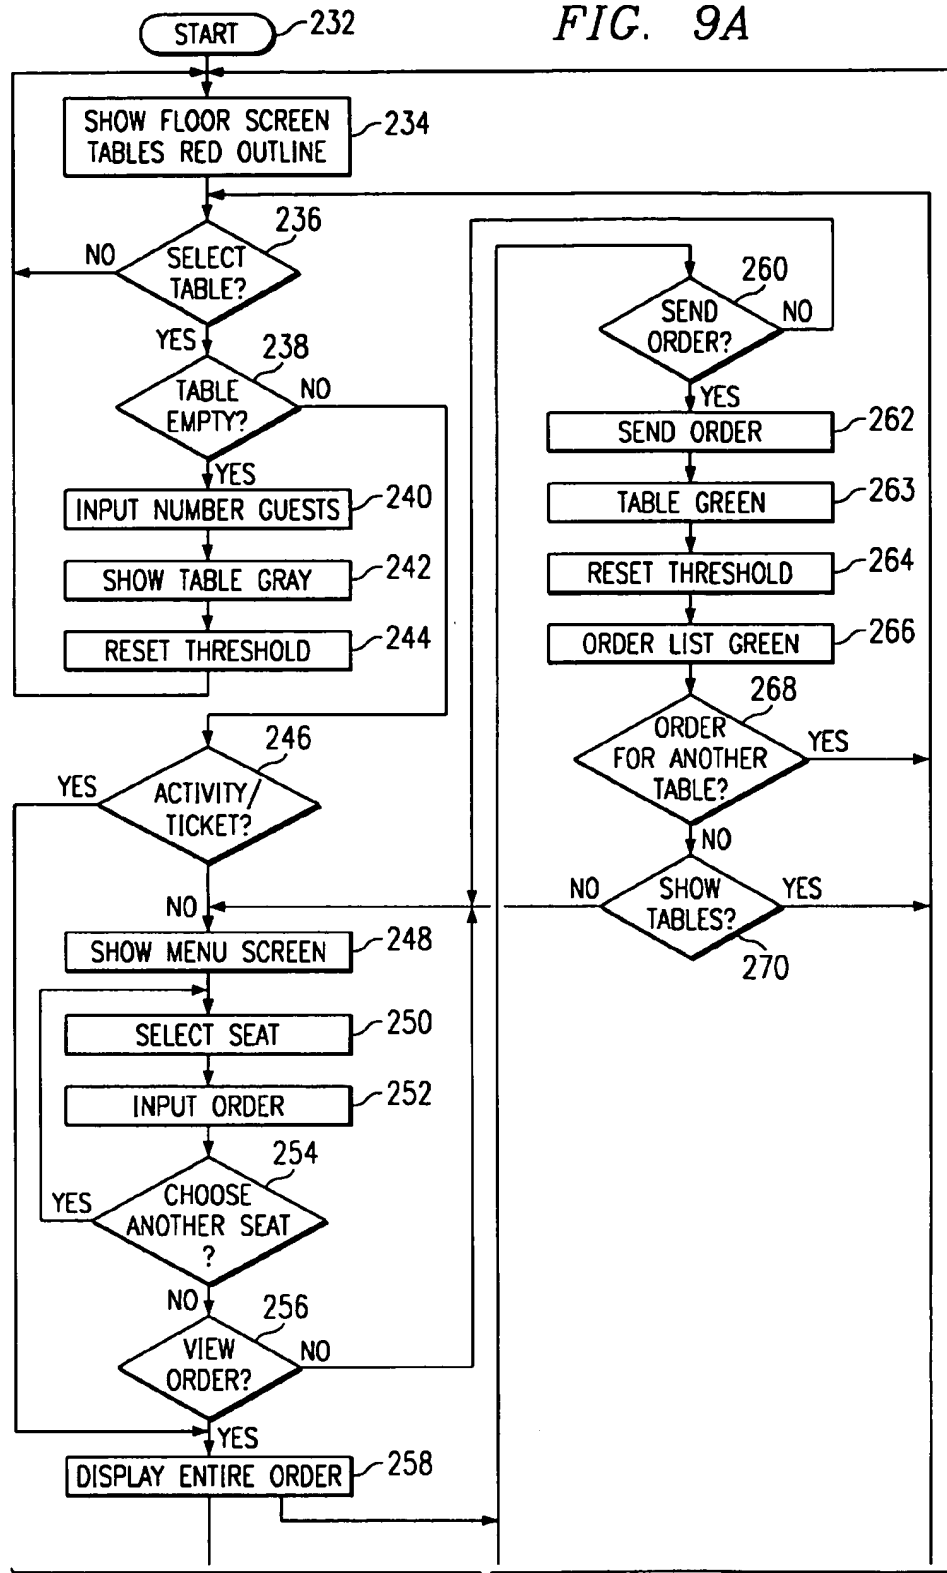 FIG. 9A
START
232
SHOW FLOOR SCREEN
TABLES RED OUTLINE
234
SELECT
TABLE?
236
NO
YES
TABLE
EMPTY?
238
NO
YES
INPUT NUMBER GUESTS
240
SHOW TABLE GRAY
242
RESET THRESHOLD
244
ACTIVITY/
TICKET?
246
YES
NO
SHOW MENU SCREEN
248
SELECT SEAT
250
INPUT ORDER
252
CHOOSE
ANOTHER SEAT
?
254
YES
NO
VIEW
ORDER?
256
NO
YES
DISPLAY ENTIRE ORDER
258
SEND
ORDER?
260
NO
YES
SEND ORDER
262
TABLE GREEN
263
RESET THRESHOLD
264
ORDER LIST GREEN
266
ORDER
FOR ANOTHER
TABLE?
268
YES
NO
SHOW
TABLES?
270
NO
YES